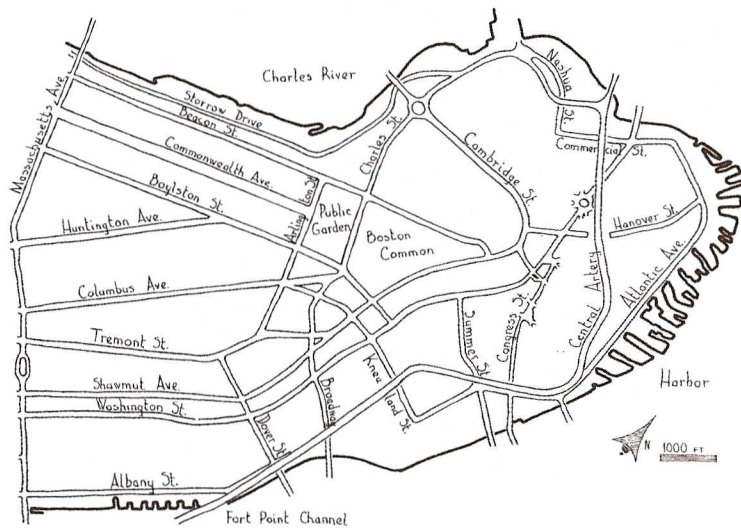 Charles River
Nashua
St.
Massachusetts Ave.
Storrow Drive
Beacon St.
Charles St.
Commercial St.
Commonwealth Ave.
Cambridge St.
Arlington St.
Boylston St.
Public
Garden
Hanover St.
Huntington Ave.
Boston
Common
Atlantic Ave.
Central Artery
Columbus Ave.
Congress St.
Summer St.
Tremont St.
Kneeland St.
Harbor
Shawmut Ave.
Broadway
Washington St.
Dover St.
N
1000 FT
Albany St.
Fort Point Channel